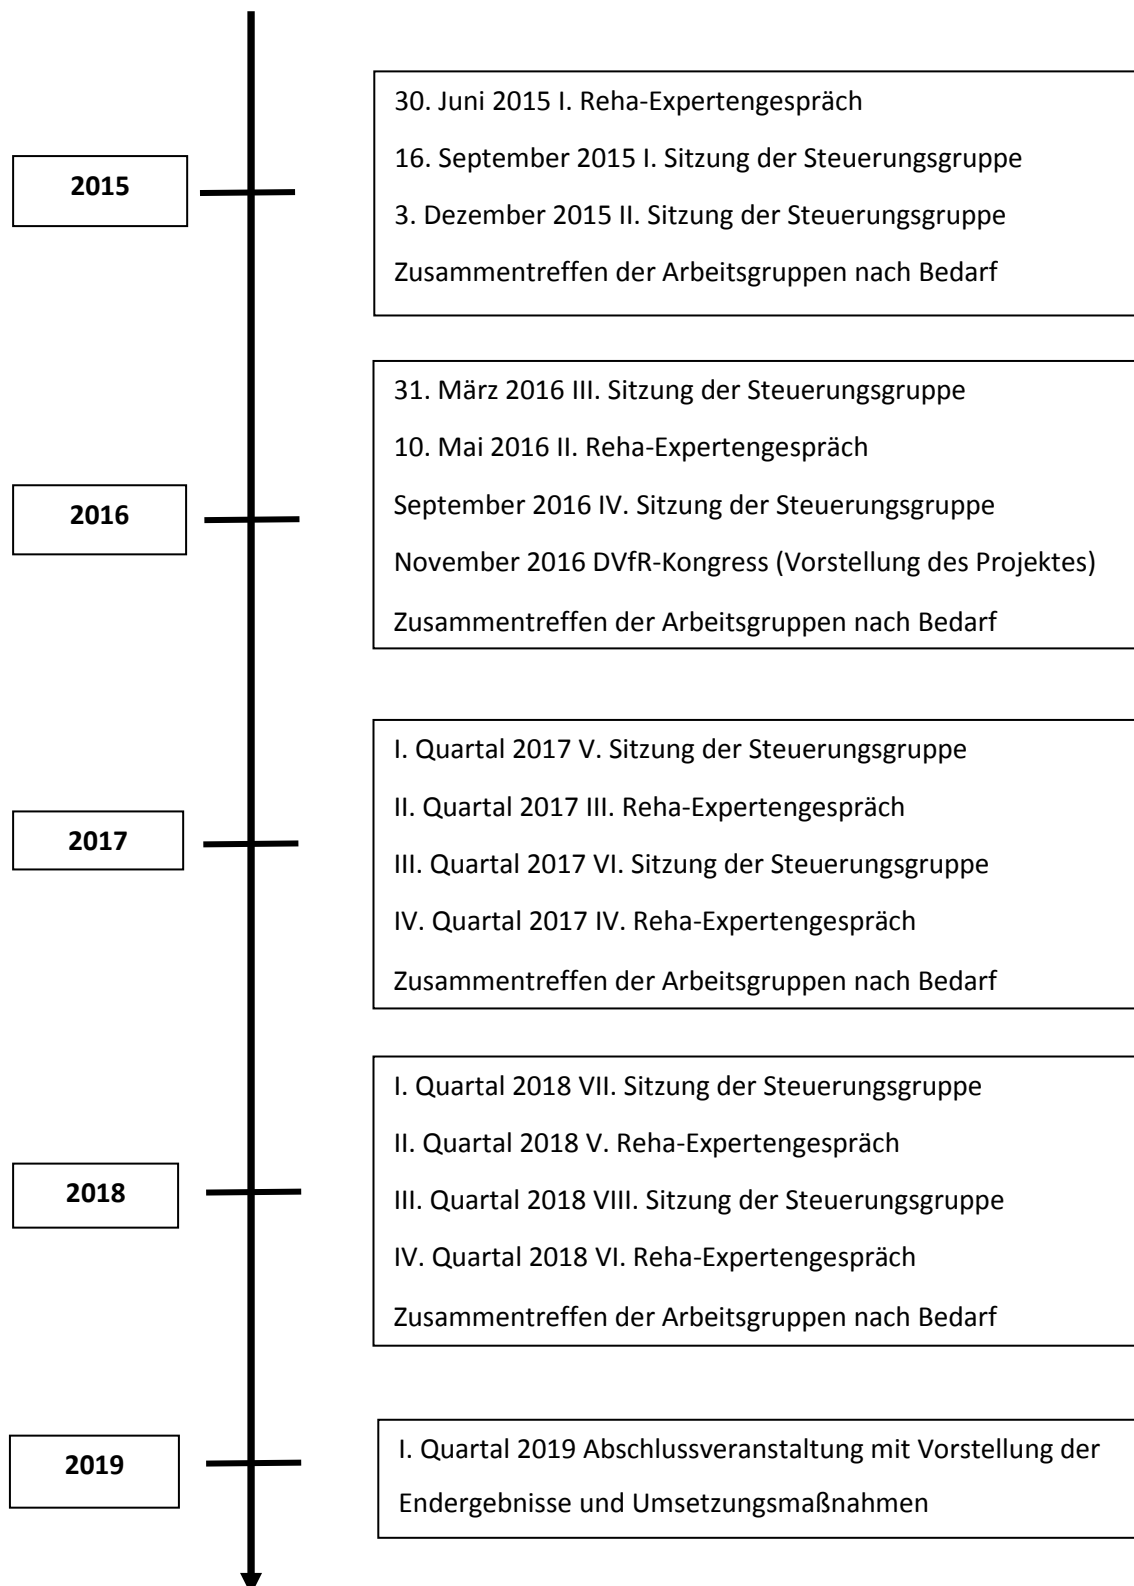 2015
30. Juni 2015 I. Reha-Expertengespräch
16. September 2015 I. Sitzung der Steuerungsgruppe
3. Dezember 2015 II. Sitzung der Steuerungsgruppe
Zusammentreffen der Arbeitsgruppen nach Bedarf
2016
31. März 2016 III. Sitzung der Steuerungsgruppe
10. Mai 2016 II. Reha-Expertengespräch
September 2016 IV. Sitzung der Steuerungsgruppe
November 2016 DVfR-Kongress (Vorstellung des Projektes)
Zusammentreffen der Arbeitsgruppen nach Bedarf
2017
I. Quartal 2017 V. Sitzung der Steuerungsgruppe
II. Quartal 2017 III. Reha-Expertengespräch
III. Quartal 2017 VI. Sitzung der Steuerungsgruppe
IV. Quartal 2017 IV. Reha-Expertengespräch
Zusammentreffen der Arbeitsgruppen nach Bedarf
2018
I. Quartal 2018 VII. Sitzung der Steuerungsgruppe
II. Quartal 2018 V. Reha-Expertengespräch
III. Quartal 2018 VIII. Sitzung der Steuerungsgruppe
IV. Quartal 2018 VI. Reha-Expertengespräch
Zusammentreffen der Arbeitsgruppen nach Bedarf
2019
I. Quartal 2019 Abschlussveranstaltung mit Vorstellung der
Endergebnisse und Umsetzungsmaßnahmen